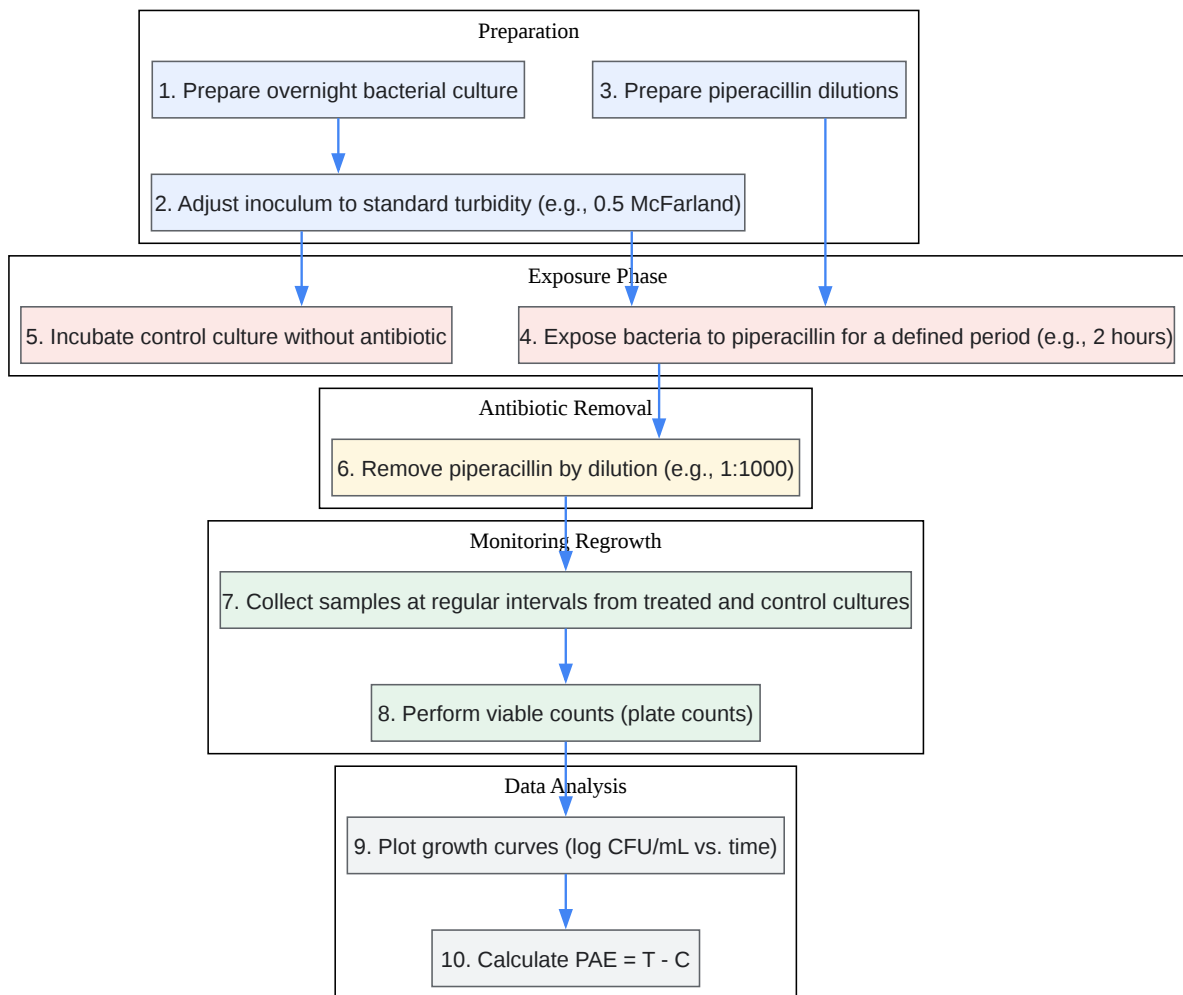 Preparation
1. Prepare overnight bacterial culture
3. Prepare piperacillin dilutions
2. Adjust inoculum to standard turbidity (e.g., 0.5 McFarland)
Exposure Phase
5. Incubate control culture without antibiotic
4. Expose bacteria to piperacillin for a defined period (e.g., 2 hours)
Antibiotic Removal
6. Remove piperacillin by dilution (e.g., 1:1000)
Monitoring Regrowth
7. Collect samples at regular intervals from treated and control cultures
8. Perform viable counts (plate counts)
Data Analysis
9. Plot growth curves (log CFU/mL vs. time)
10. Calculate PAE = T - C